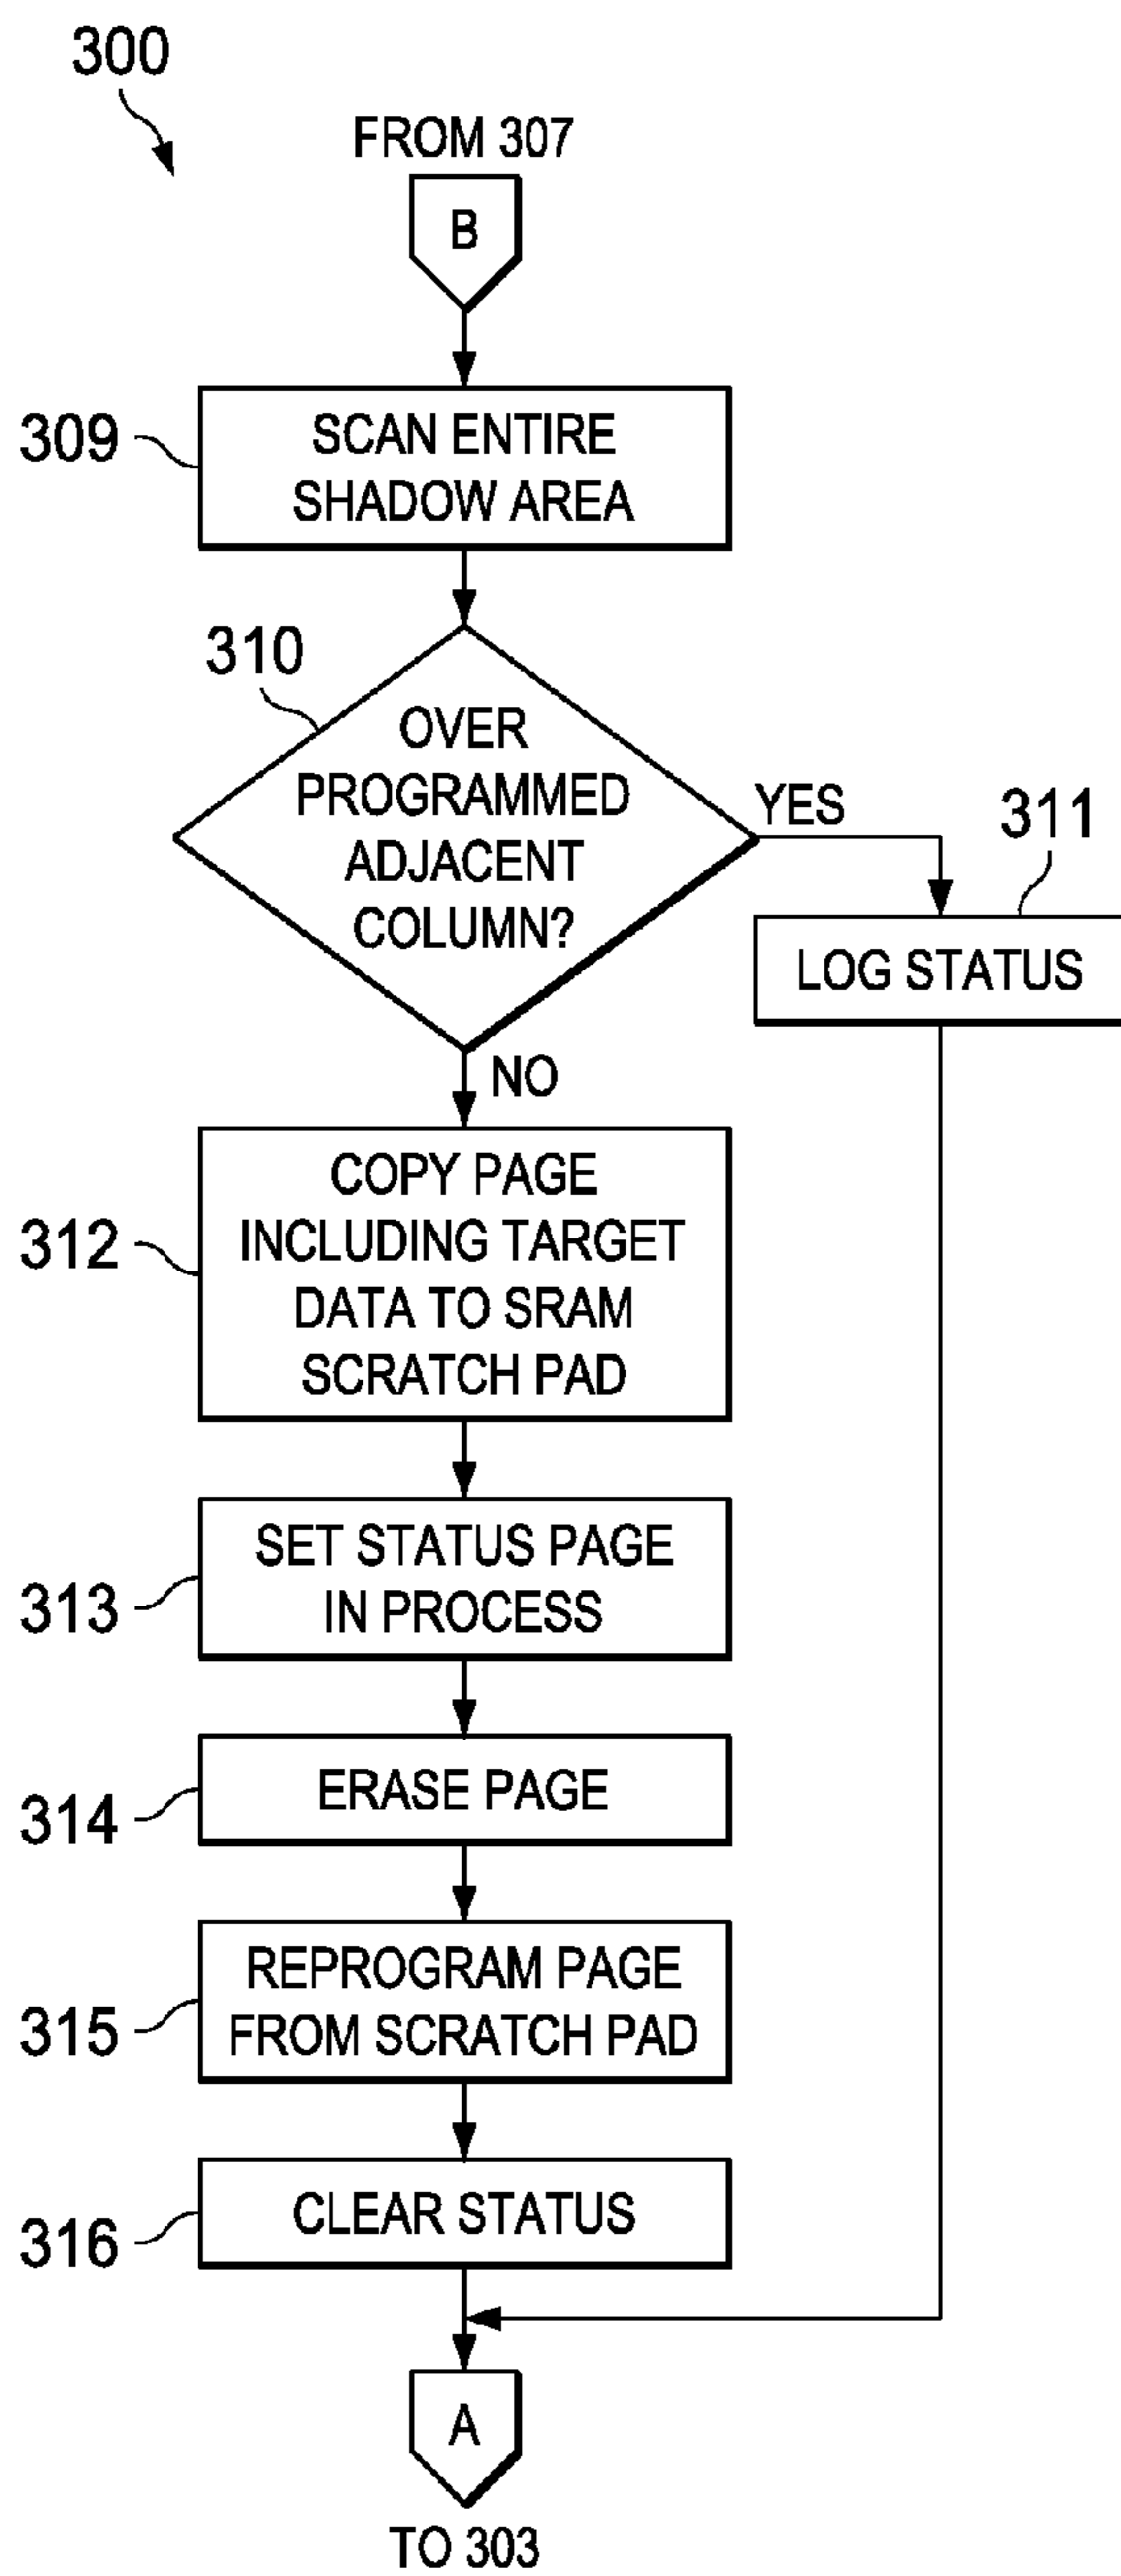 300
FROM 307
B
309
SCAN ENTIRE
SHADOW AREA
310
OVER
PROGRAMMED
ADJACENT
COLUMN?
YES
311
LOG STATUS
NO
312
COPY PAGE
INCLUDING TARGET
DATA TO SRAM
SCRATCH PAD
313
SET STATUS PAGE
IN PROCESS
314
ERASE PAGE
315
REPROGRAM PAGE
FROM SCRATCH PAD
316
CLEAR STATUS
A
TO 303